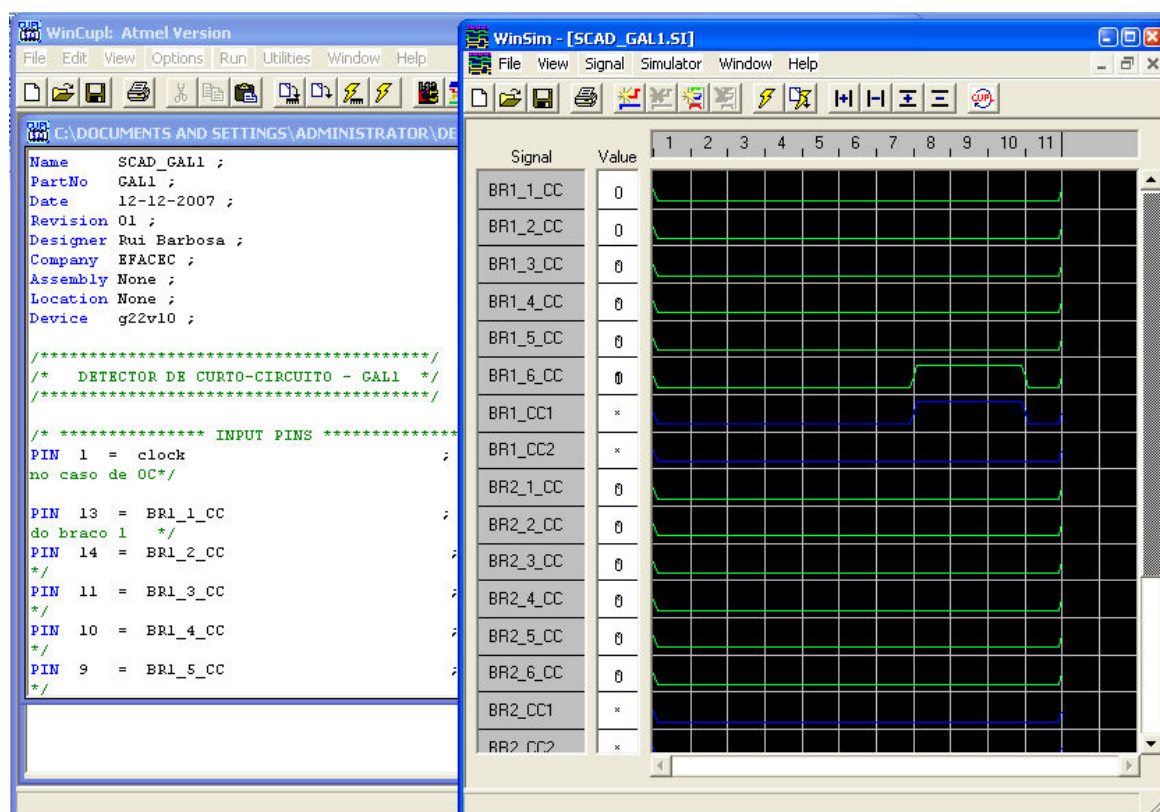 WinCupl: Atmel Version
File Edit View Options Run Utilities Window Help
C:\DOCUMENTS AND SETTINGS\ADMINISTRATOR\DE
Name SCAD_GAL1 ;
PartNo GAL1 ;
Date 12-12-2007 ;
Revision 01 ;
Designer Rui Barbosa ;
Company EFACEC ;
Assembly None ;
Location None ;
Device g22v10 ;
/****************************************/
/* DETECTOR DE CURTO-CIRCUITO - GAL1 */
/****************************************/
/* *************** INPUT PINS **************
PIN 1 = clock ;
no caso de OC*/
PIN 13 = BR1_1_CC ;
do braco 1 */
PIN 14 = BR1_2_CC ;
*/
PIN 11 = BR1_3_CC ;
*/
PIN 10 = BR1_4_CC ;
*/
PIN 9 = BR1_5_CC ;
*/
WinSim - [SCAD_GAL1.SI]
File View Signal Simulator Window Help
CUPL
Signal Value 1 2 3 4 5 6 7 8 9 10 11
BR1_1_CC 0
BR1_2_CC 0
BR1_3_CC 0
BR1_4_CC 0
BR1_5_CC 0
BR1_6_CC
BR1_CC1 *
BR1_CC2 *
BR2_1_CC 0
BR2_2_CC 0
BR2_3_CC 0
BR2_4_CC 0
BR2_5_CC 0
BR2_6_CC 0
BR2_CC1 *
BR2_CC2 *